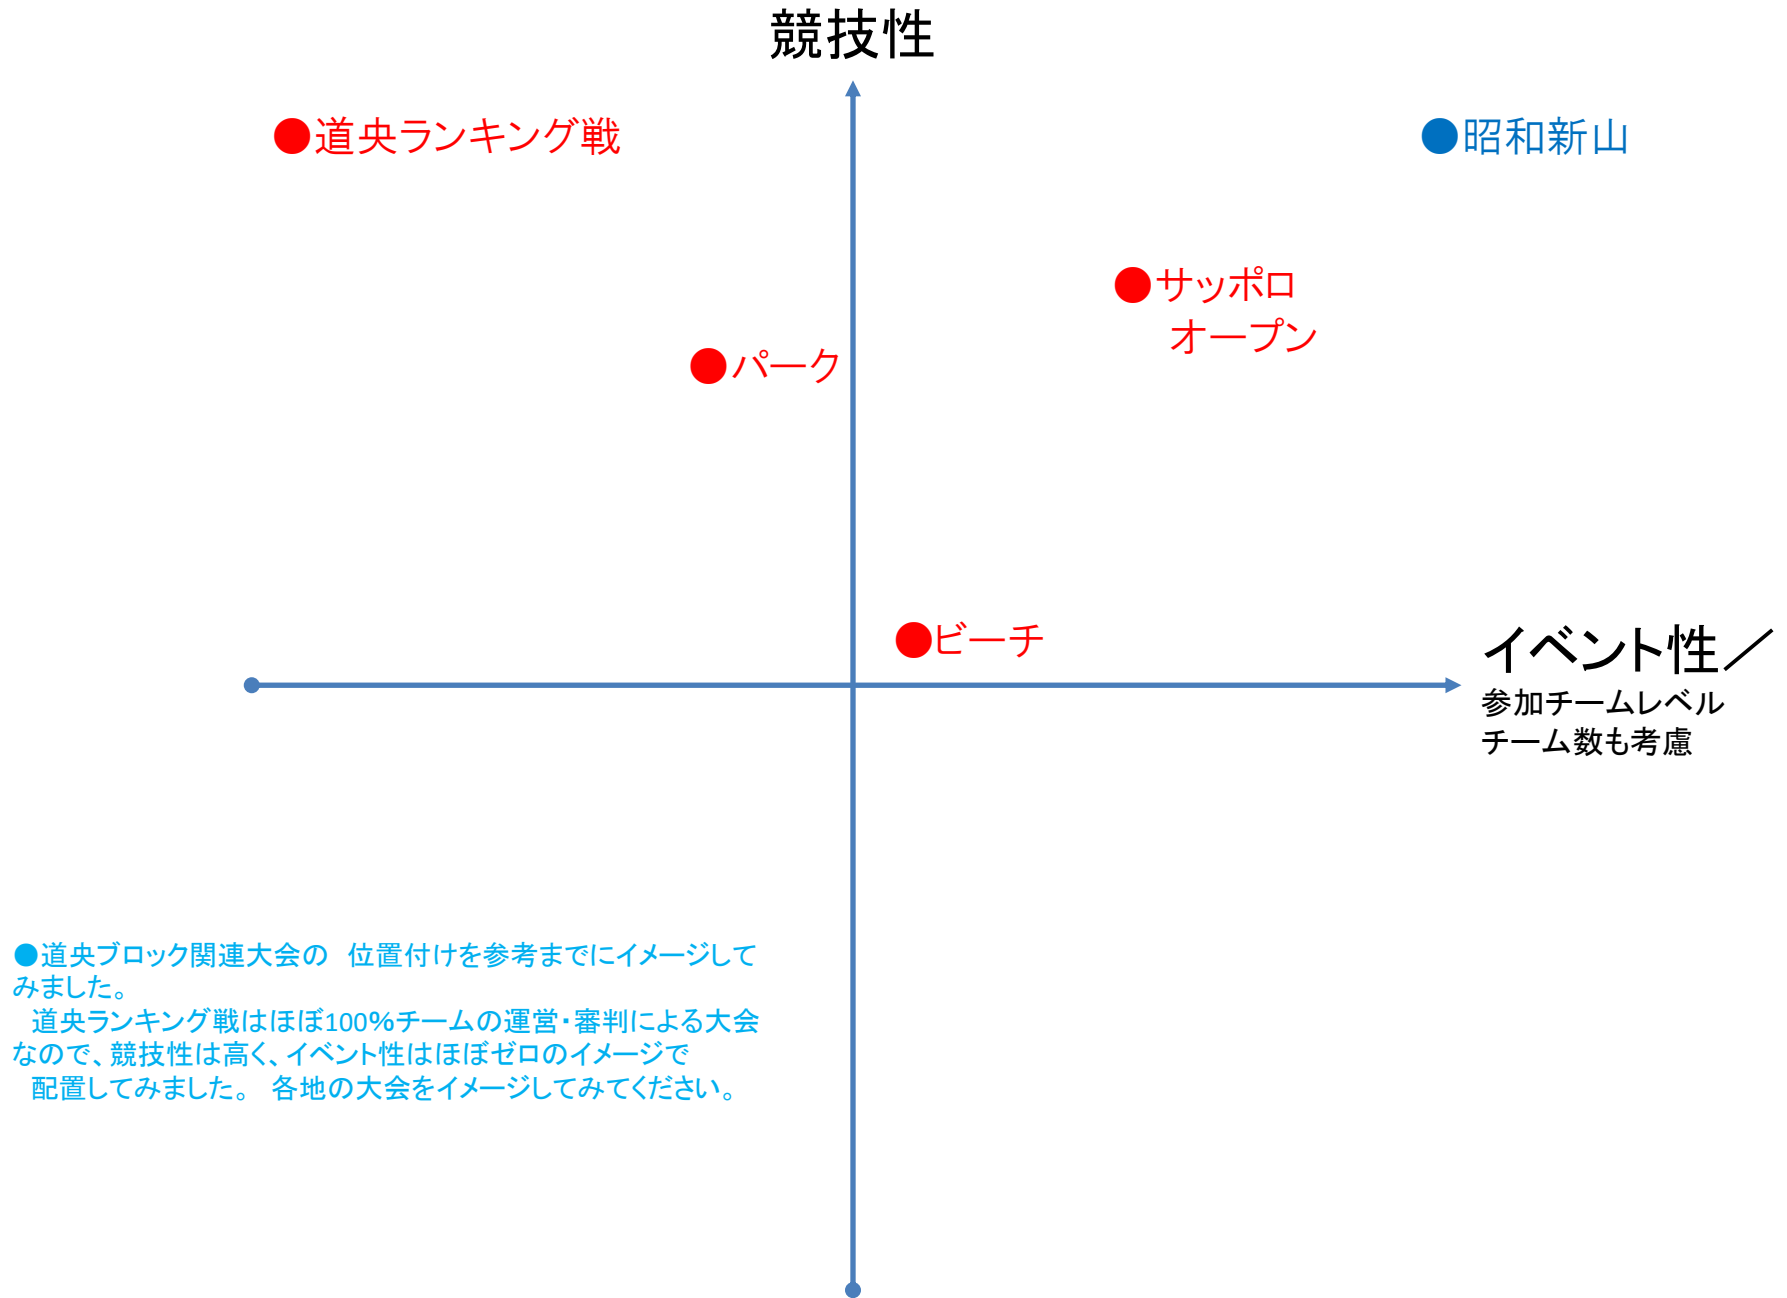 競技性
●道央ランキング戦
●昭和新山
●サッポロ
オープン
●パーク
●ビーチ
イベント性／
参加チームレベル
チーム数も考慮
●道央ブロック関連大会の　位置付けを参考までにイメージして
みました。
　道央ランキング戦はほぼ100%チームの運営・審判による大会
なので、競技性は高く、イベント性はほぼゼロのイメージで
　配置してみました。　各地の大会をイメージしてみてください。